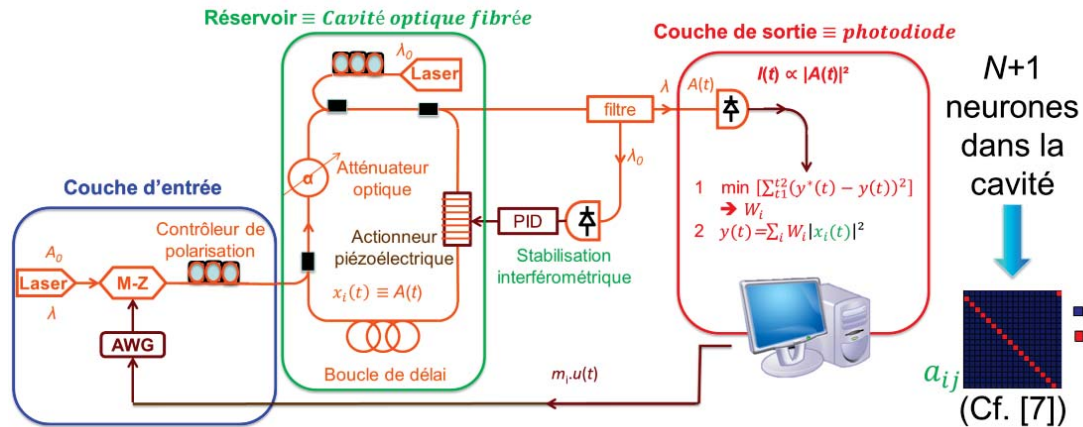 Réservoir ≡ Cavité optique fibrée
λ₀
Laser
Atténuateur
optique
α
Actionneur
piézoélectrique
xᵢ(t) ≡ A(t)
Boucle de délai
Couche d'entrée
Contrôleur de
polarisation
A₀
Laser
λ
M-Z
AWG
filtre
λ
A(t)
λ₀
PID
Stabilisation
interférométrique
Couche de sortie ≡ photodiode
I(t) ∝ |A(t)|²
1 min [∑ₜ₁ᵗ²(y*(t) − y(t))²]
➔ Wᵢ
2 y(t)=∑ᵢ Wᵢ|xᵢ(t)|²
mᵢ.u(t)
N+1
neurones
dans la
cavité
aᵢⱼ
(Cf. [7])